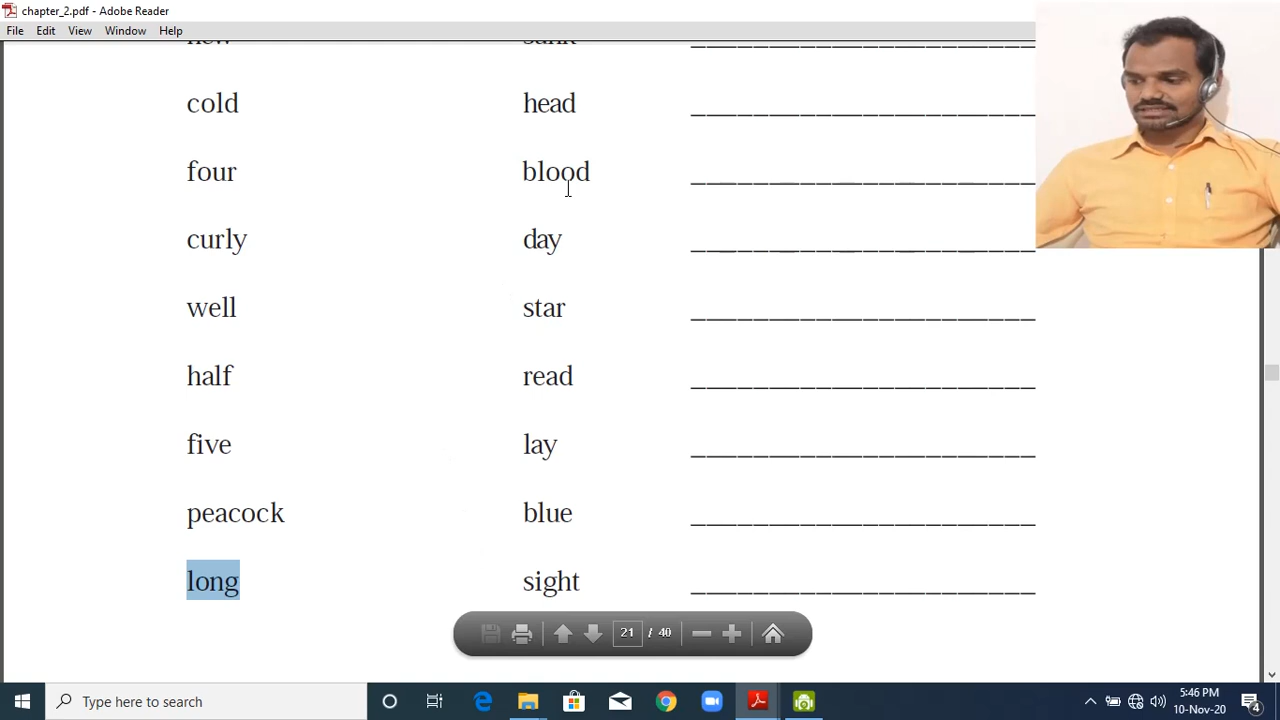 chapter_2.pdf - Adobe Reader
File Edit View Window Help
cold head
four blood
curly day
well star
half read
five lay
peacock blue
long sight
21 / 40
Type here to search
5:46 PM
10-Nov-20
4